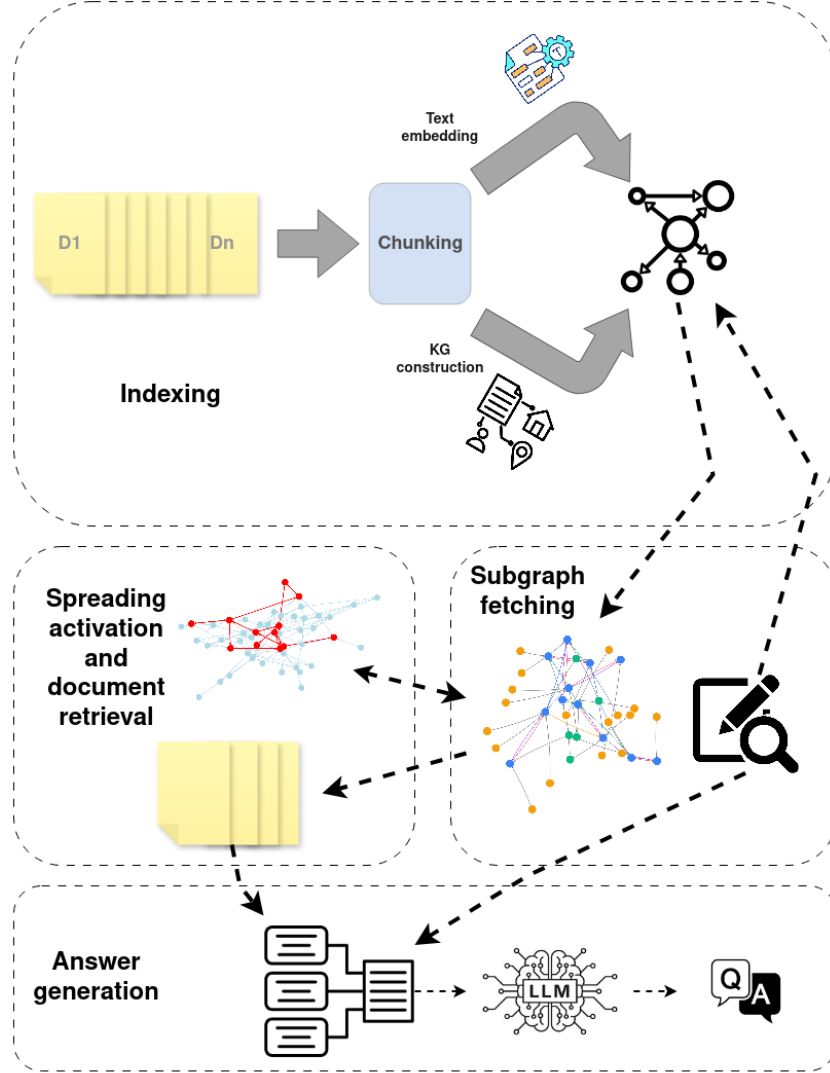 Text
embedding
D1
Dn
Chunking
KG
construction
Indexing
Spreading
activation
and
document
retrieval
Subgraph
fetching
Answer
generation
LLM
Q
A